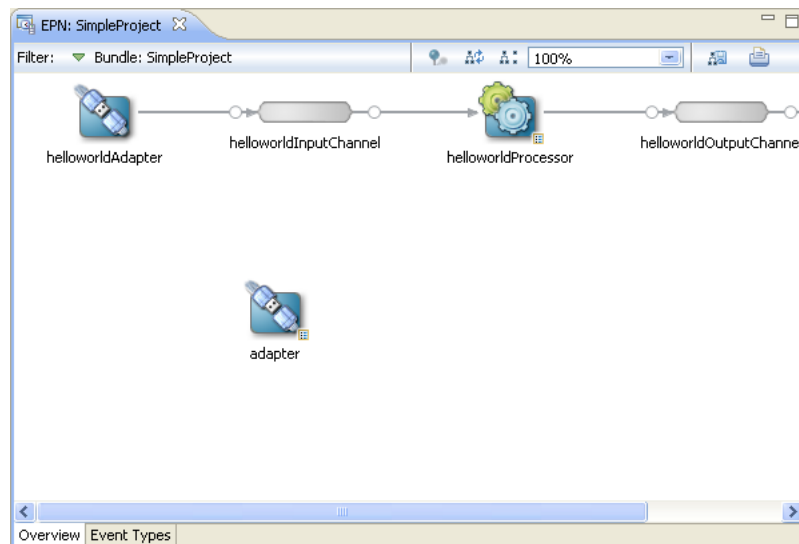 EPN: SimpleProject
Filter: Bundle: SimpleProject 100%
helloworldAdapter helloworldInputChannel helloworldProcessor helloworldOutputChanne
adapter
Overview Event Types